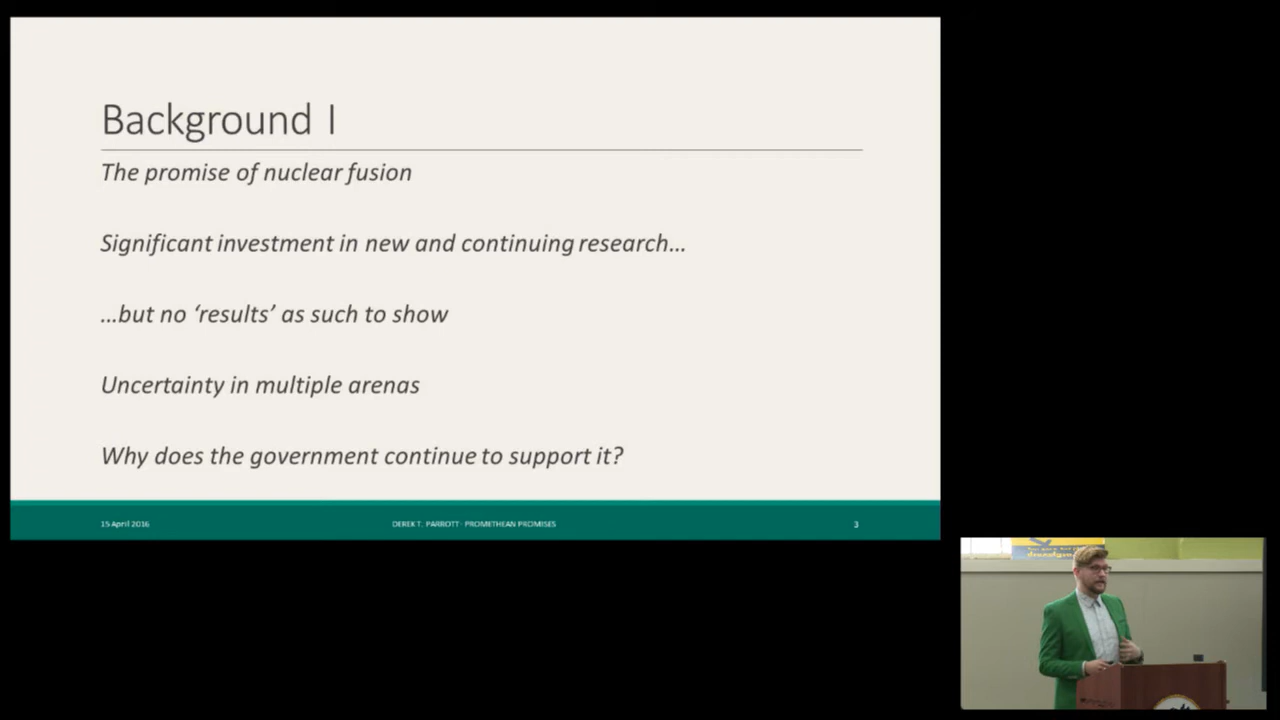 Background I
The promise of nuclear fusion
Significant investment in new and continuing research...
...but no ‘results’ as such to show
Uncertainty in multiple arenas
Why does the government continue to support it?
15 April 2016
DEREK T. PARROTT · PROMETHEAN PROMISES
3